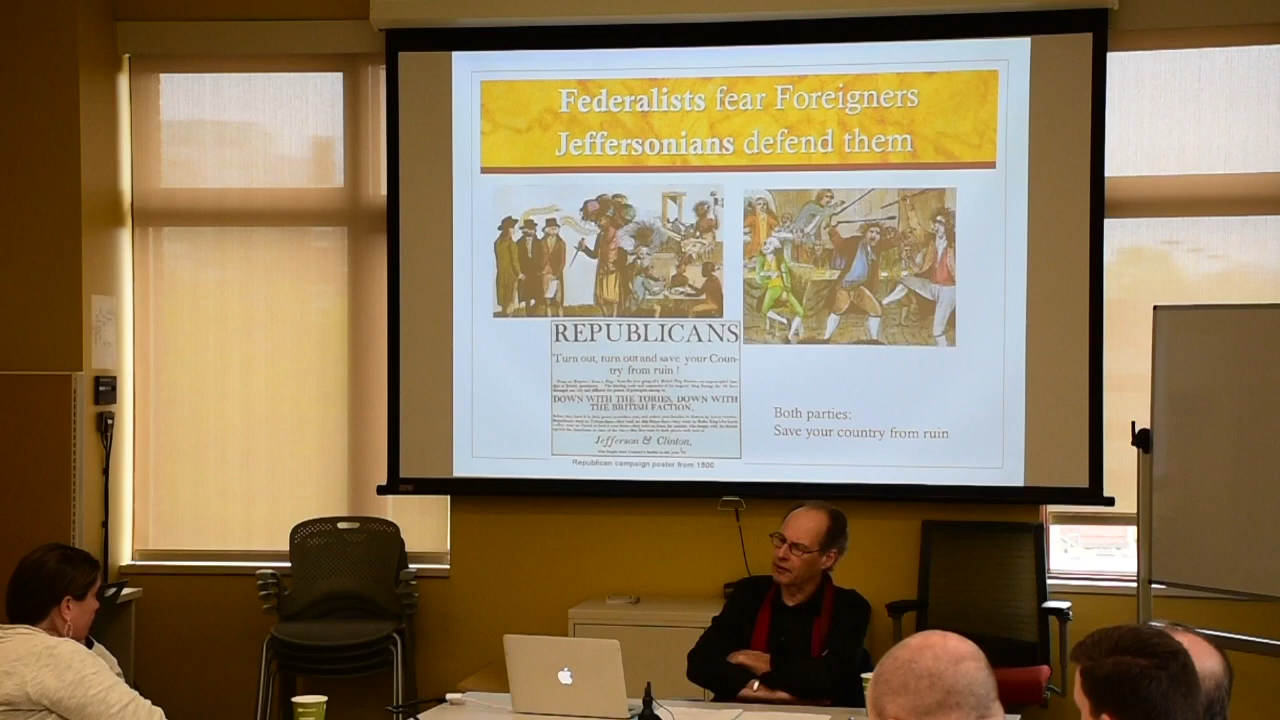 Federalists fear Foreigners
Jeffersonians defend them
REPUBLICANS
Turn out, turn out and save your Coun-
try from ruin !
DOWN WITH THE TORIES, DOWN WITH
THE BRITISH FACTION,
Jefferson & Clinton.
Republican campaign poster from 1800
Both parties:
Save your country from ruin